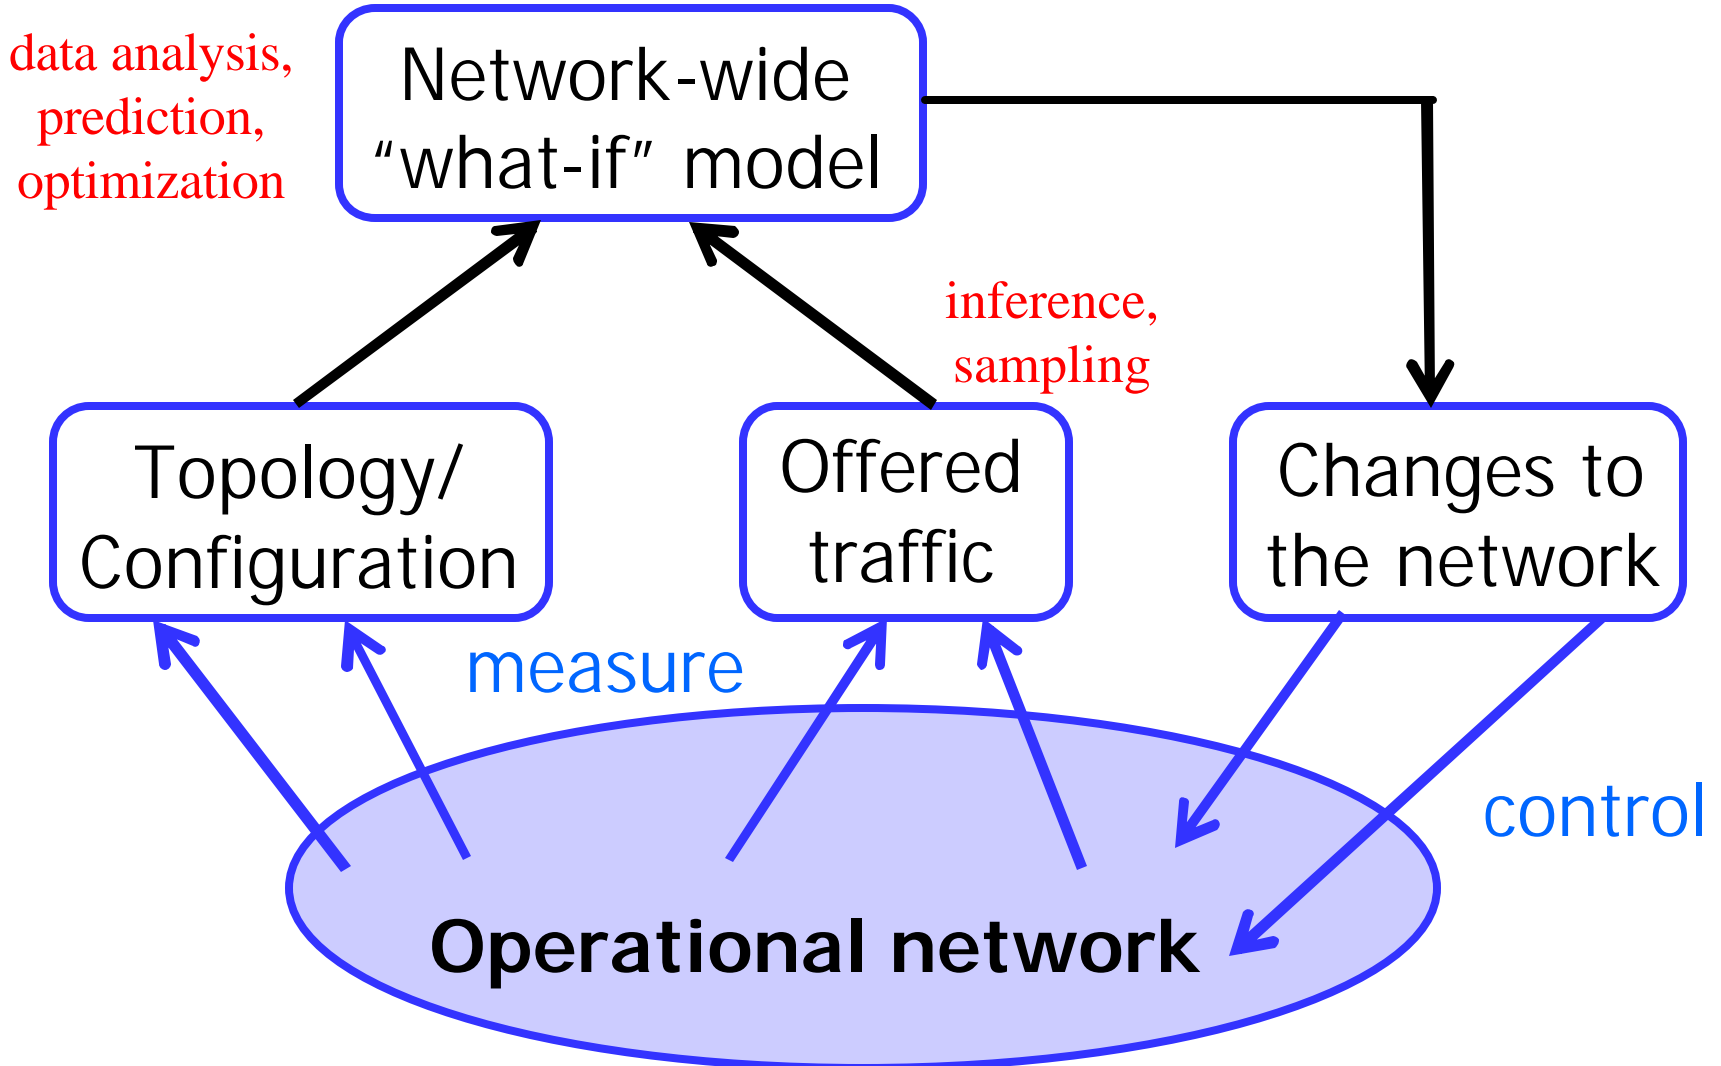 data analysis,
prediction,
optimization
Network-wide
“what-if” model
inference,
sampling
Topology/
Configuration
Offered
traffic
Changes to
the network
measure
control
Operational network